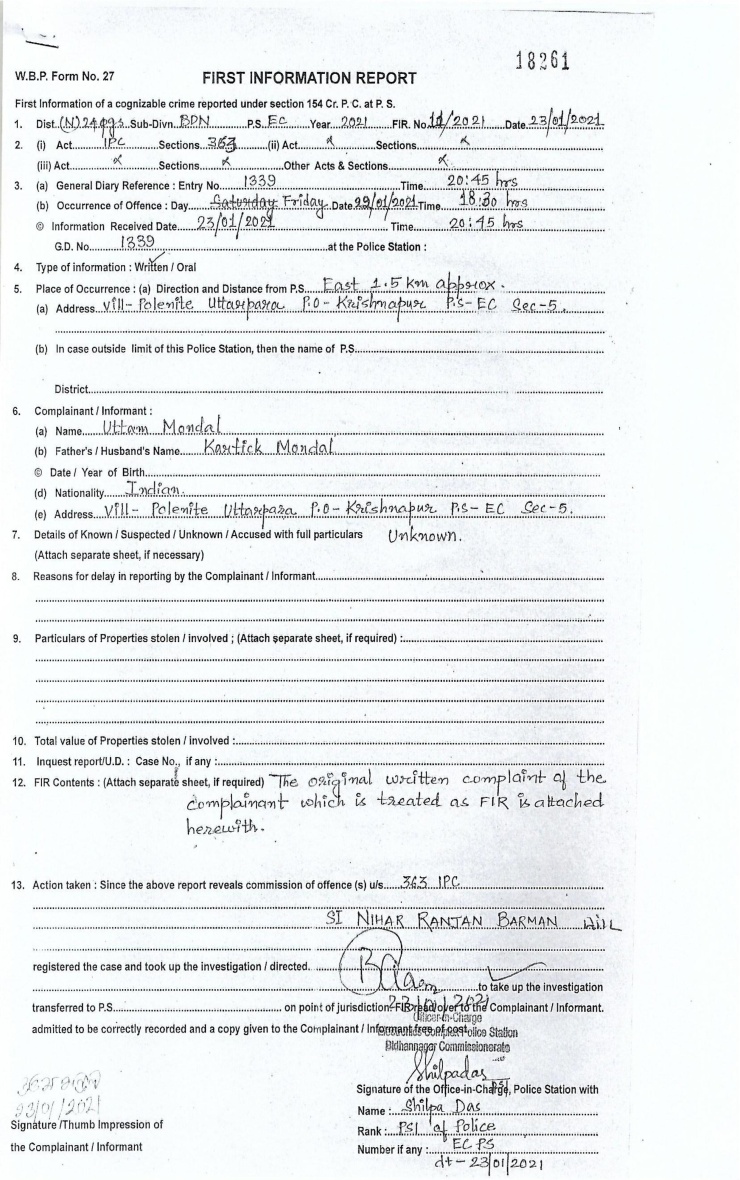 18261
W.B.P. Form No. 27 FIRST INFORMATION REPORT
First Information of a cognizable crime reported under section 154 Cr. P. C. at P. S.
1. Dist. (N) 24 pgs Sub-Divn. BDN P.S. EC Year 2021 FIR. No. 11/2021 Date 23/01/2021
2. (i) Act IPC Sections 363 (ii) Act x Sections x
(iii) Act x Sections x Other Acts & Sections x
3. (a) General Diary Reference : Entry No. 1339 Time 20:45 hrs
(b) Occurrence of Offence : Day Saturday Friday Date 29/01/2021 Time 18.30 hrs
© Information Received Date 23/01/2021 Time 20:45 hrs
G.D. No. 1339 at the Police Station :
4. Type of information : Written / Oral
5. Place of Occurrence : (a) Direction and Distance from P.S. East 1.5 km approx.
(a) Address vill- Polenite Uttarpara P.O- Krishnapur P.S- EC Sec-5.
(b) In case outside limit of this Police Station, then the name of P.S.
District
6. Complainant / Informant :
(a) Name Uttam Mondal
(b) Father's / Husband's Name Kartick Mondal
© Date / Year of Birth
(d) Nationality Indian.
(e) Address vill- Polenite Uttarpara P.O- Krishnapur P.S- EC Sec-5.
7. Details of Known / Suspected / Unknown / Accused with full particulars Unknown.
(Attach separate sheet, if necessary)
8. Reasons for delay in reporting by the Complainant / Informant
9. Particulars of Properties stolen / involved ; (Attach separate sheet, if required) :
10. Total value of Properties stolen / involved :
11. Inquest report/U.D. : Case No., if any :
12. FIR Contents : (Attach separate sheet, if required) The original written complaint of the
complainant which is treated as FIR is attached
herewith.
13. Action taken : Since the above report reveals commission of offence (s) u/s 363 IPC
SI NIHAR RANJAN BARMAN
registered the case and took up the investigation / directed.
to take up the investigation
transferred to P.S. on point of jurisdiction. FIR read over to the Complainant / Informant.
Officer-in-Charge
admitted to be correctly recorded and a copy given to the Complainant / Informant free of cost Police Station
Bidhannagar Commissionerate
Shilpadas
23/01/2021
Signature of the Office-in-Charge, Police Station with
Name : Shilpa Das
Signature /Thumb Impression of
Rank : PSI of Police
the Complainant / Informant
Number if any : EC PS
dt - 23/01/2021